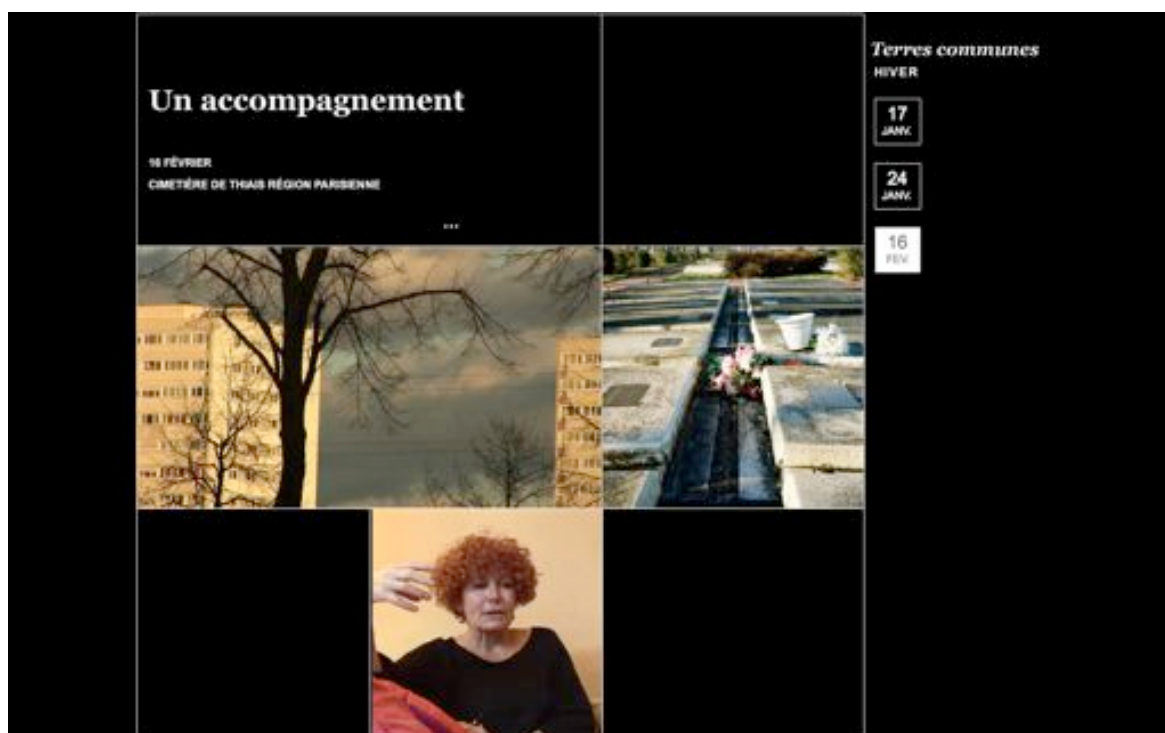 Un accompagnement
16 FÉVRIER
CIMETIÈRE DE THIAIS RÉGION PARISIENNE
...
Terres communes
HIVER
17
JANV.
24
JANV.
16
FEV.